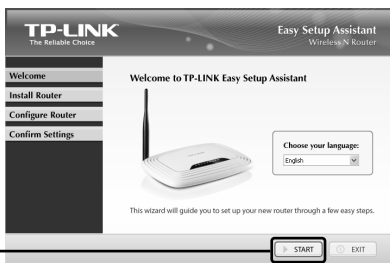 TP-LINK
The Reliable Choice
Easy Setup Assistant
Wireless N Router
Welcome
Install Router
Configure Router
Confirm Settings
Welcome to TP-LINK Easy Setup Assistant
TP-LINK
Choose your language:
English
This wizard will guide you to set up your new router through a few easy steps.
START
EXIT